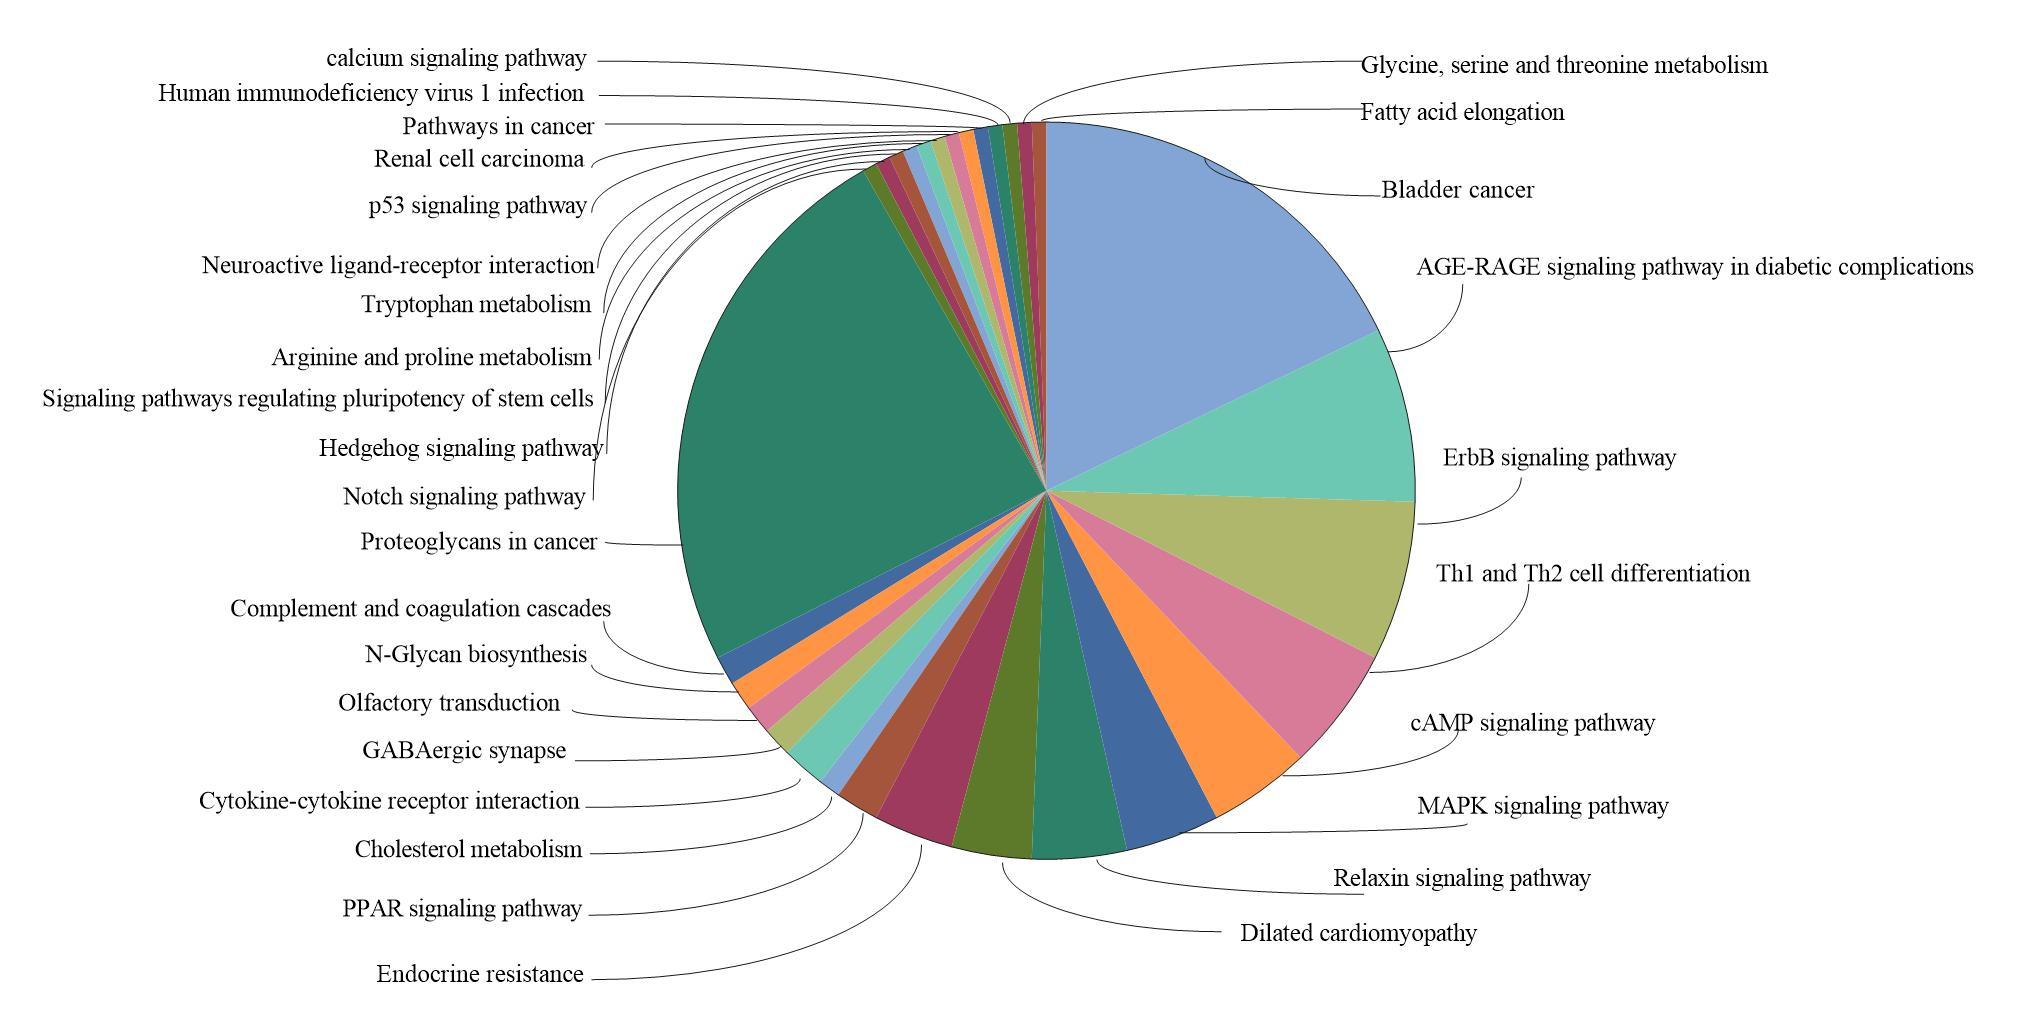 calcium signaling pathway
Human immunodeficiency virus 1 infection
Pathways in cancer
Renal cell carcinoma
p53 signaling pathway
Neuroactive ligand-receptor interaction
Tryptophan metabolism
Arginine and proline metabolism
Signaling pathways regulating pluripotency of stem cells
Hedgehog signaling pathway
Notch signaling pathway
Proteoglycans in cancer
Complement and coagulation cascades
N-Glycan biosynthesis
Olfactory transduction
GABAergic synapse
Cytokine-cytokine receptor interaction
Cholesterol metabolism
PPAR signaling pathway
Endocrine resistance
Glycine, serine and threonine metabolism
Fatty acid elongation
Bladder cancer
AGE-RAGE signaling pathway in diabetic complications
ErbB signaling pathway
Th1 and Th2 cell differentiation
cAMP signaling pathway
MAPK signaling pathway
Relaxin signaling pathway
Dilated cardiomyopathy